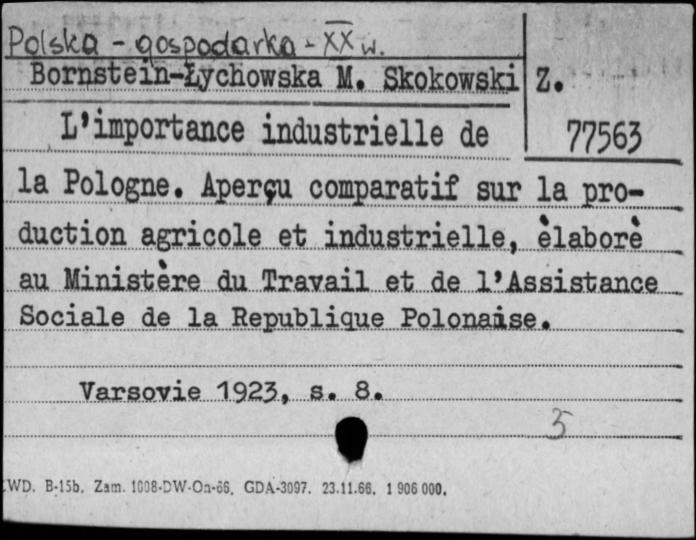 Polska - gospodarka - XX w.
Bornstein-Łychowska M. Skokowski Z.
L'importance industrielle de
77563
la Pologne. Aperçu comparatif sur la pro-
duction agricole et industrielle, èlaborè
au Ministère du Travail et de l'Assistance
Sociale de la Republique Polonaise.
Varsovie 1923, s. 8.
5
WD. B-15b. Zam. 1008-DW-On-66. GDA-3097. 23.11.66. 1 906 000.